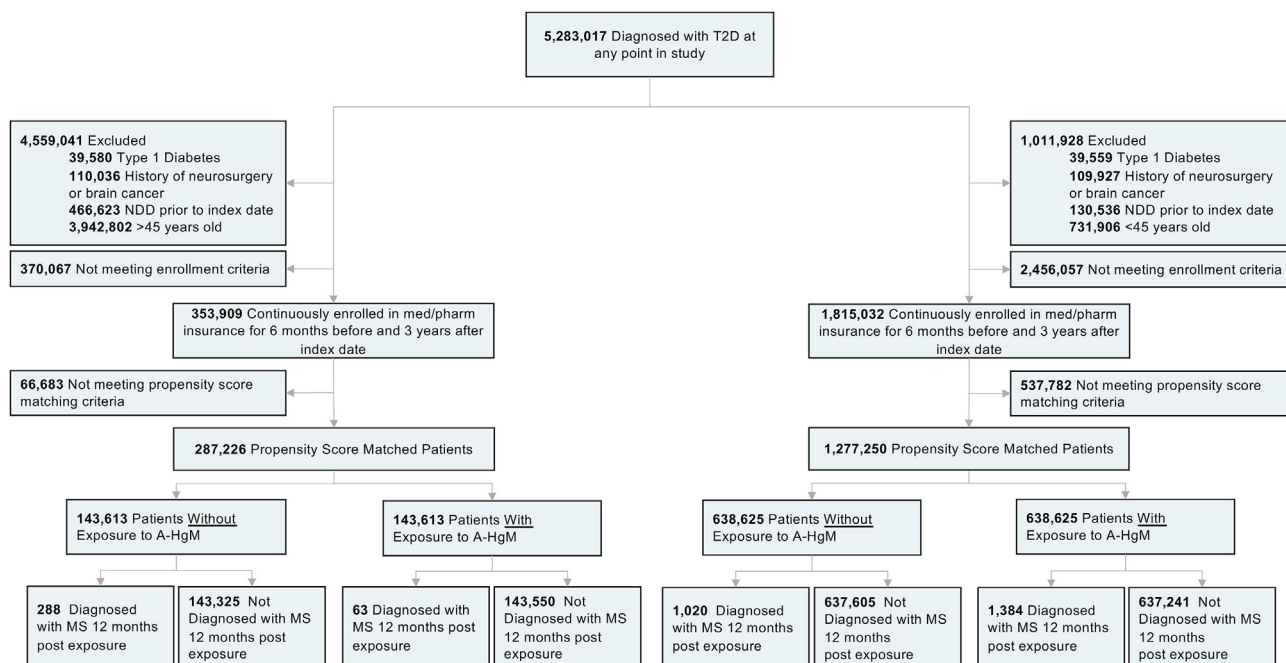 5,283,017 Diagnosed with T2D at
any point in study
4,559,041 Excluded
39,580 Type 1 Diabetes
110,036 History of neurosurgery
or brain cancer
466,623 NDD prior to index date
3,942,802 >45 years old
1,011,928 Excluded
39,559 Type 1 Diabetes
109,927 History of neurosurgery
or brain cancer
130,536 NDD prior to index date
731,906 <45 years old
370,067 Not meeting enrollment criteria
2,456,057 Not meeting enrollment criteria
353,909 Continuously enrolled in med/pharm
insurance for 6 months before and 3 years after
index date
1,815,032 Continuously enrolled in med/pharm
insurance for 6 months before and 3 years after
index date
66,683 Not meeting propensity score
matching criteria
537,782 Not meeting propensity score
matching criteria
287,226 Propensity Score Matched Patients
1,277,250 Propensity Score Matched Patients
143,613 Patients Without
Exposure to A-HgM
143,613 Patients With
Exposure to A-HgM
638,625 Patients Without
Exposure to A-HgM
638,625 Patients With
Exposure to A-HgM
288 Diagnosed
with MS 12 months
post exposure
143,325 Not
Diagnosed with MS
12 months post
exposure
63 Diagnosed with
MS 12 months post
exposure
143,550 Not
Diagnosed with MS
12 months post
exposure
1,020 Diagnosed
with MS 12 months
post exposure
637,605 Not
Diagnosed with MS
12 months
post exposure
1,384 Diagnosed
with MS 12 months
post exposure
637,241 Not
Diagnosed with MS
12 months
post exposure